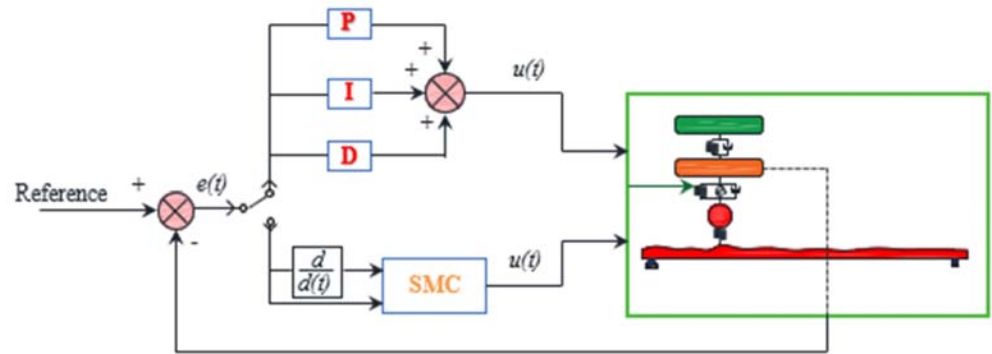 P
+
+
I
u(t)
+
D
Reference
+
e(t)
-
d
d(t)
SMC
u(t)